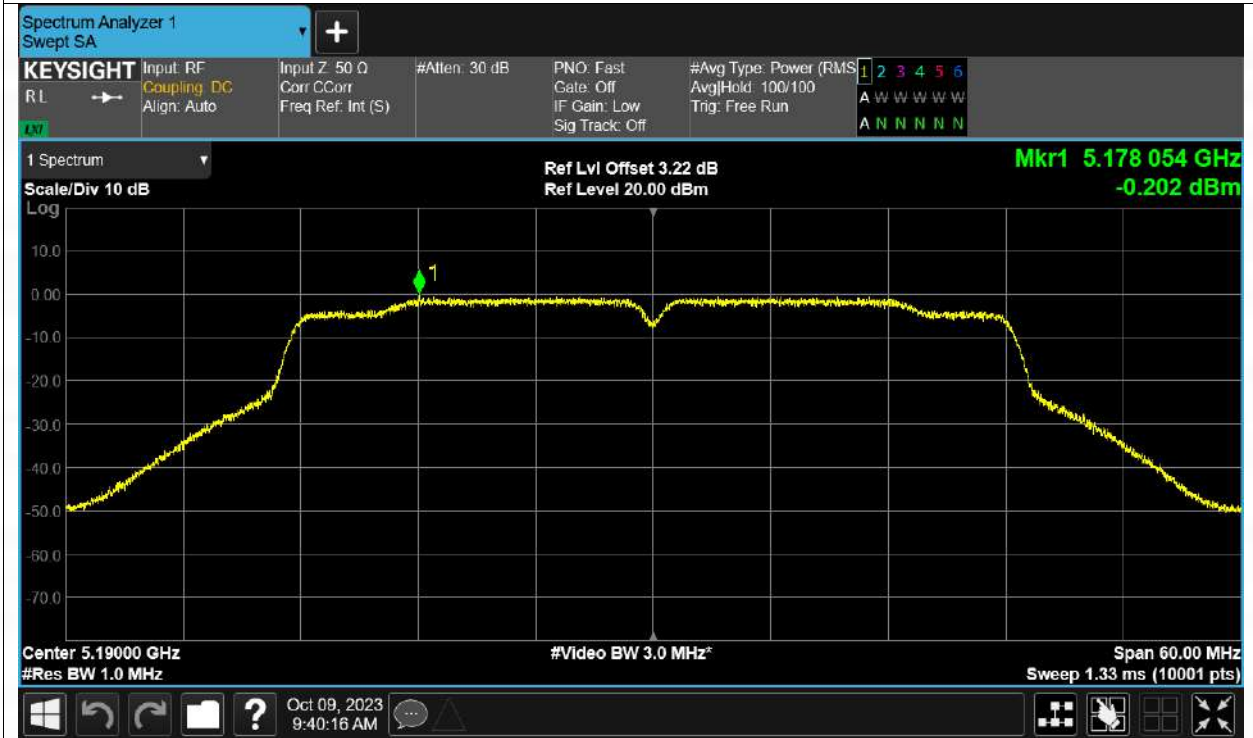 Spectrum Analyzer 1
Swept SA
+
KEYSIGHT
RL
LXI
Input: RF
Coupling: DC
Align: Auto
Input Z: 50 Ω
Corr CCorr
Freq Ref: Int (S)
#Atten: 30 dB
PNO: Fast
Gate: Off
IF Gain: Low
Sig Track: Off
#Avg Type: Power (RMS
Avg|Hold: 100/100
Trig: Free Run
1 2 3 4 5 6
A W W W W W
A N N N N N
1 Spectrum
Scale/Div 10 dB
Log
Ref Lvl Offset 3.22 dB
Ref Level 20.00 dBm
Mkr1 5.178 054 GHz
-0.202 dBm
10.0
0.00
-10.0
-20.0
-30.0
-40.0
-50.0
-60.0
-70.0
1
Center 5.19000 GHz
#Res BW 1.0 MHz
#Video BW 3.0 MHz*
Span 60.00 MHz
Sweep 1.33 ms (10001 pts)
?
Oct 09, 2023
9:40:16 AM